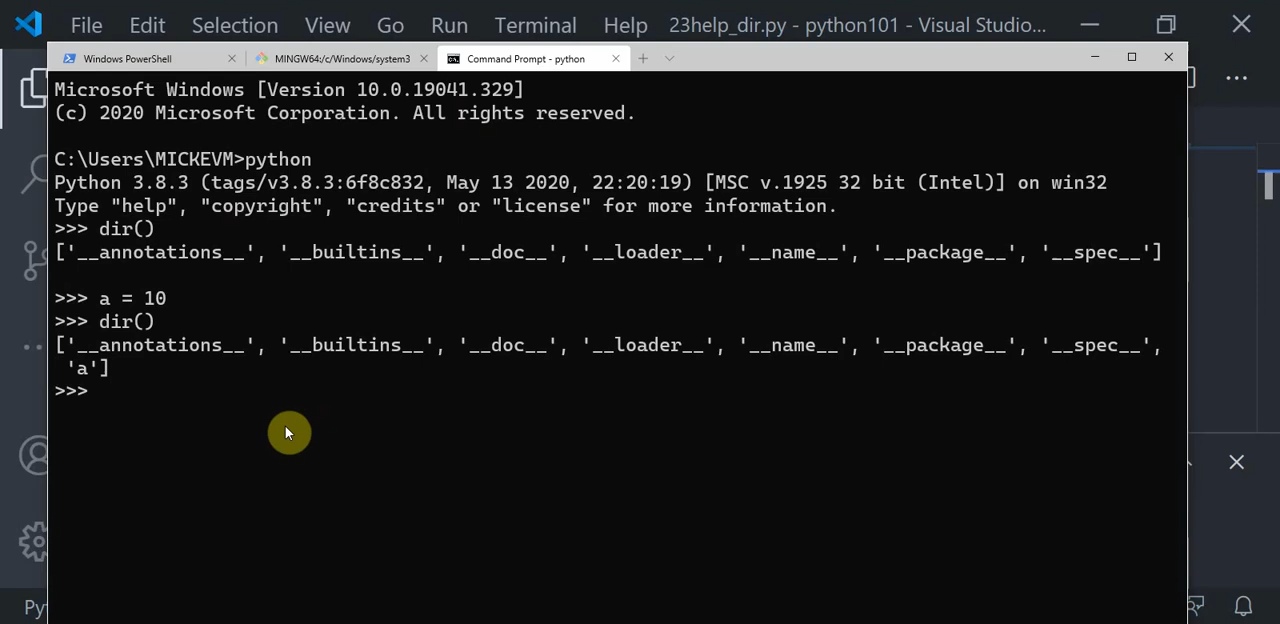 File Edit Selection View Go Run Terminal Help 23help_dir.py - python101 - Visual Studio...
Windows PowerShell MINGW64:/c/Windows/system3 Command Prompt - python
Microsoft Windows [Version 10.0.19041.329]
(c) 2020 Microsoft Corporation. All rights reserved.
C:\Users\MICKEVM>python
Python 3.8.3 (tags/v3.8.3:6f8c832, May 13 2020, 22:20:19) [MSC v.1925 32 bit (Intel)] on win32
Type "help", "copyright", "credits" or "license" for more information.
>>> dir()
['__annotations__', '__builtins__', '__doc__', '__loader__', '__name__', '__package__', '__spec__']
>>> a = 10
>>> dir()
['__annotations__', '__builtins__', '__doc__', '__loader__', '__name__', '__package__', '__spec__',
'a']
>>>
Py